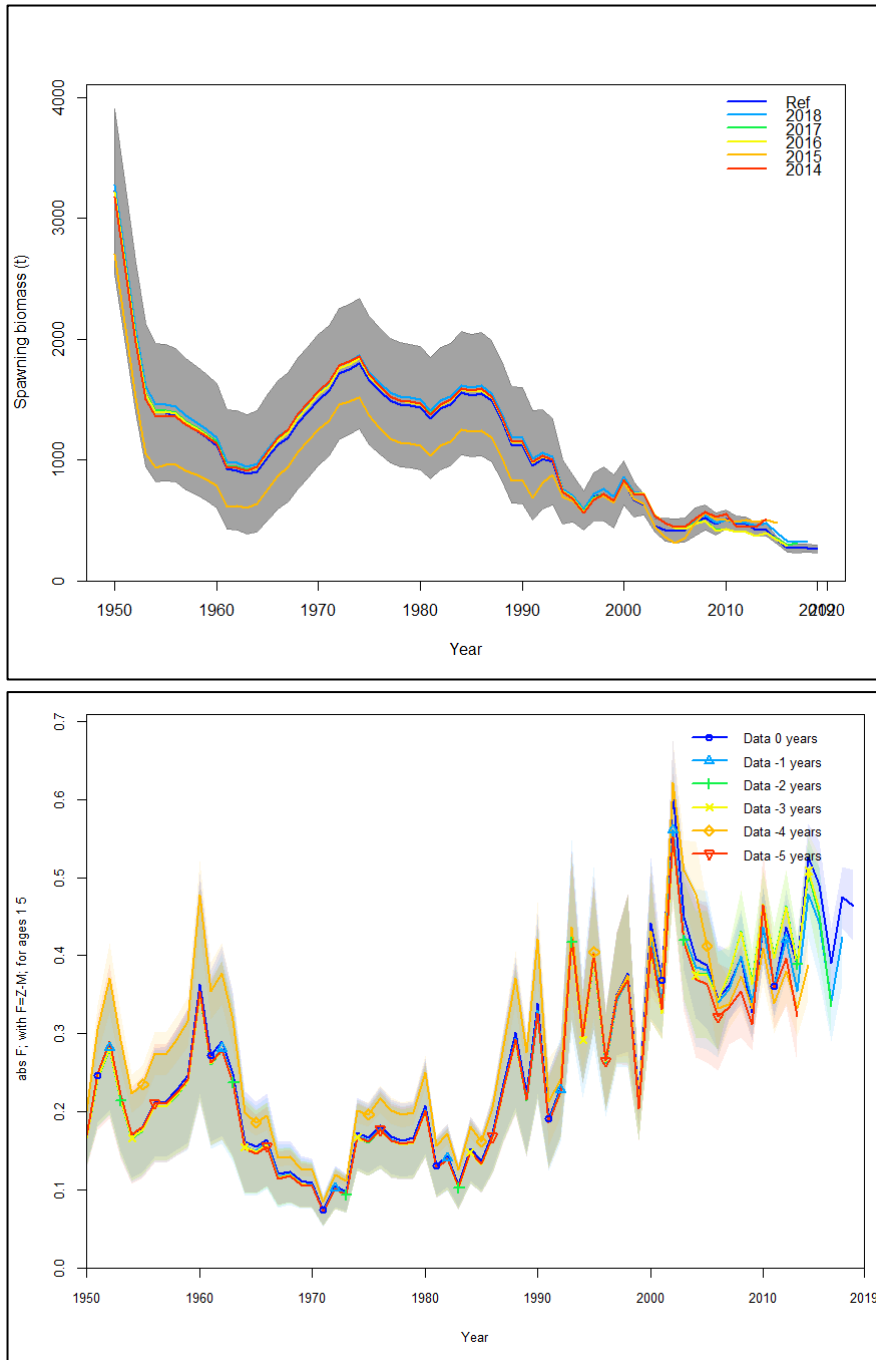 Ref
2018
2017
2016
2015
2014
4000
3000
2000
1000
0
Spawning biomass (t)
1950 1960 1970 1980 1990 2000 2010 2019 2020
Year
Data 0 years
Data -1 years
Data -2 years
Data -3 years
Data -4 years
Data -5 years
0.7
0.6
0.5
0.4
0.3
0.2
0.1
0.0
abs F; with F=Z-M; for ages 1 5
1950 1960 1970 1980 1990 2000 2010 2019
Year